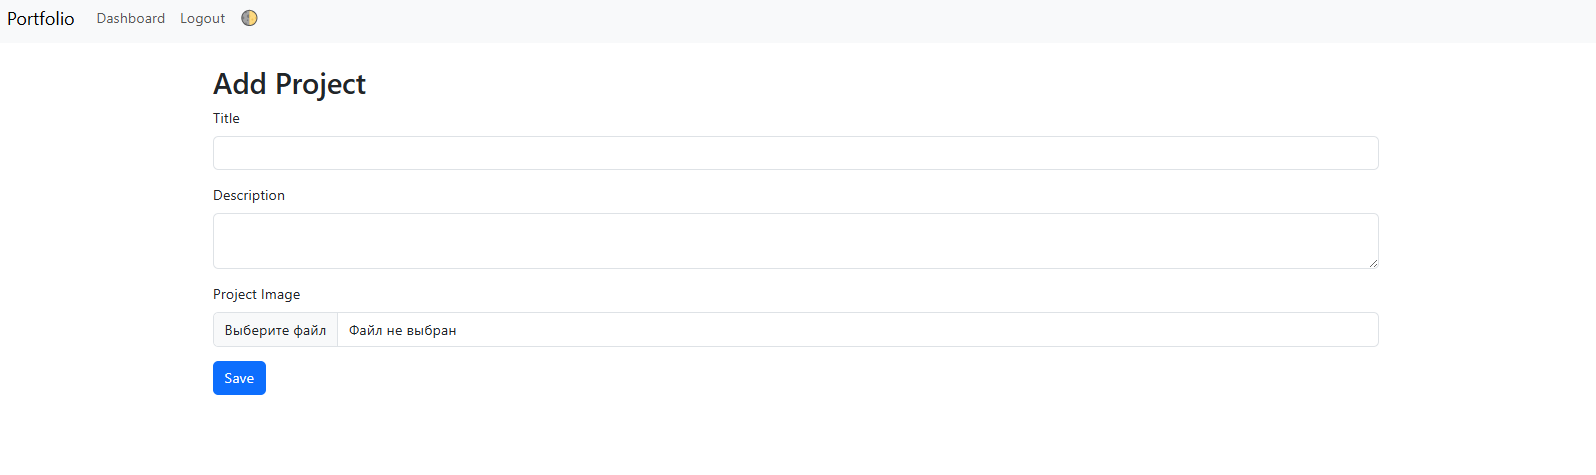 Portfolio Dashboard Logout
Add Project
Title
Description
Project Image
Выберите файл Файл не выбран
Save